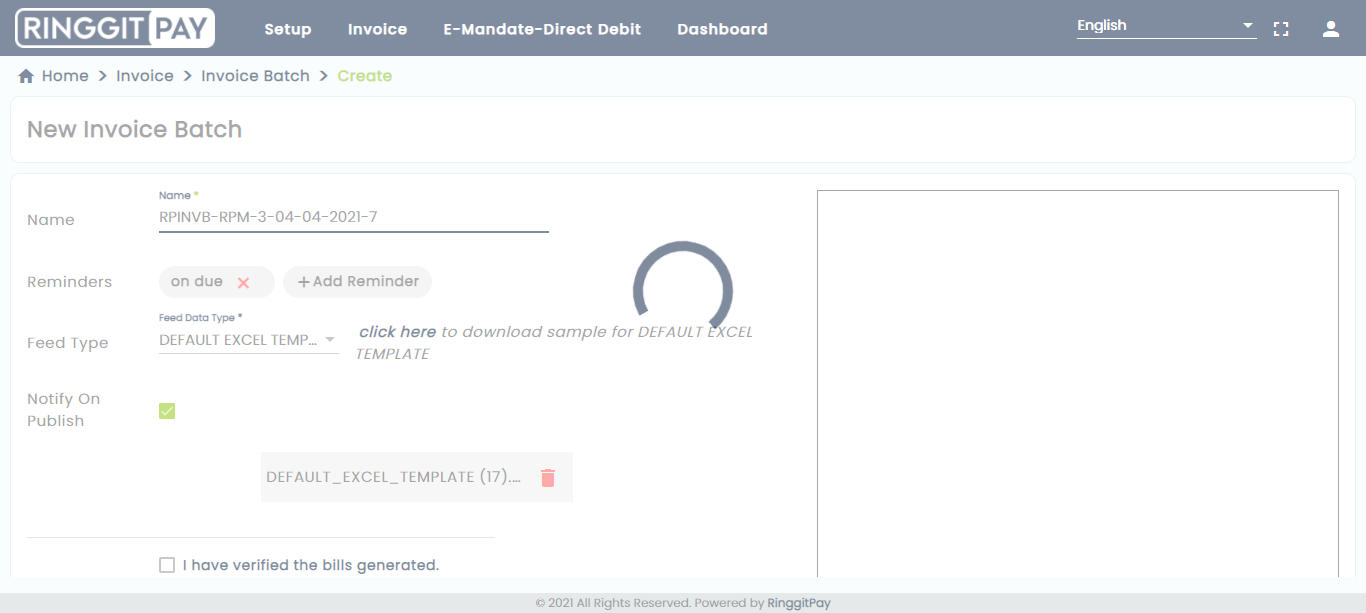 RINGGIT PAY Setup Invoice E-Mandate-Direct Debit Dashboard English
Home > Invoice > Invoice Batch > Create
New Invoice Batch
Name *
Name RPINVB-RPM-3-04-04-2021-7
Reminders on due × +Add Reminder
Feed Data Type *
Feed Type DEFAULT EXCEL TEMP...
click here to download sample for DEFAULT EXCEL
TEMPLATE
Notify On
Publish
DEFAULT_EXCEL_TEMPLATE (17)....
I have verified the bills generated.
© 2021 All Rights Reserved. Powered by RinggitPay